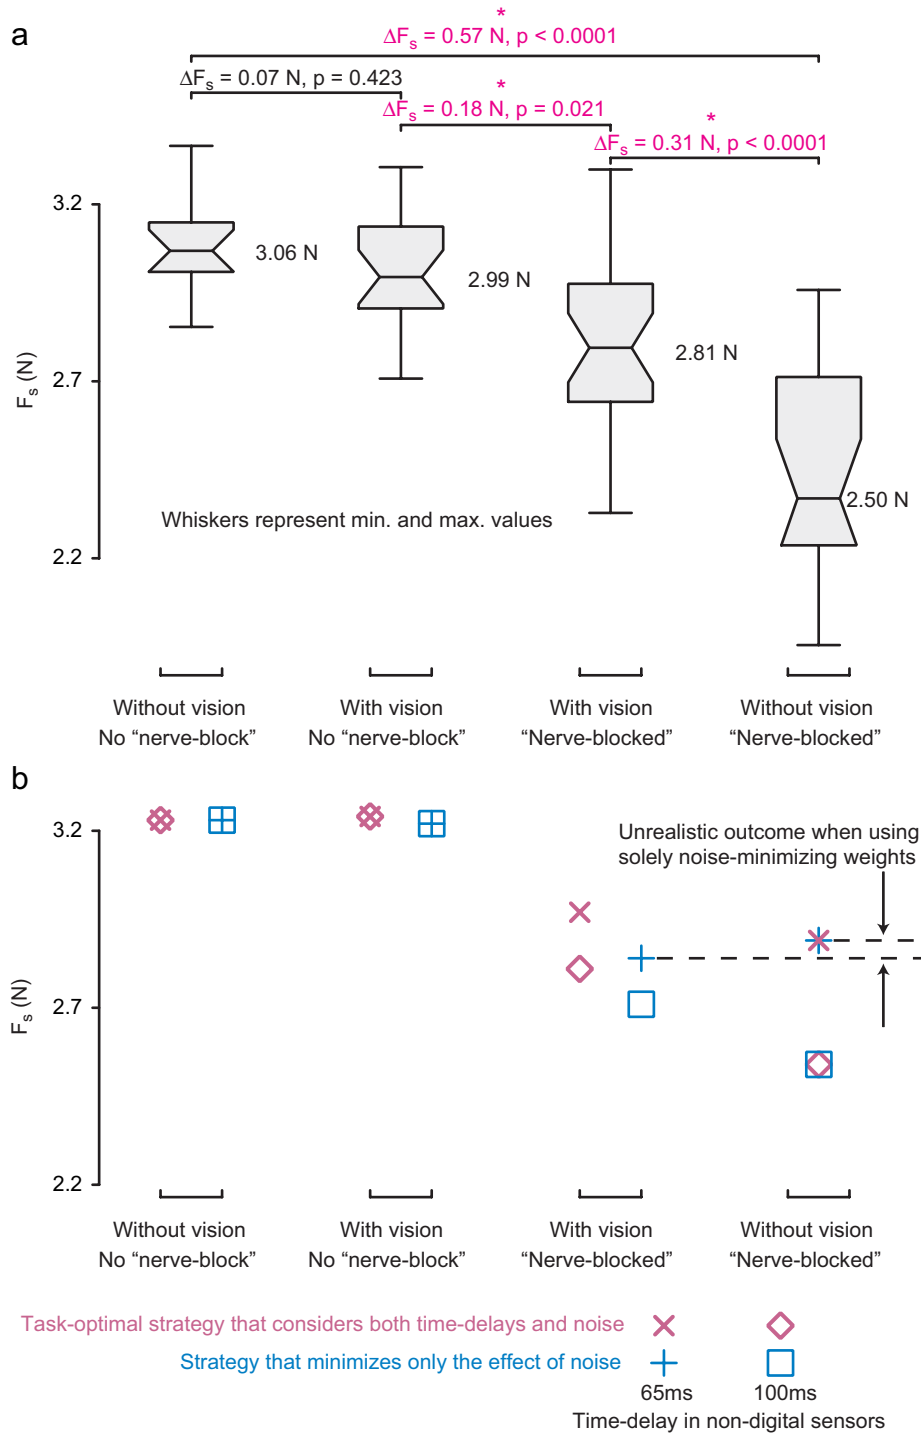 a
*
ΔFs = 0.57 N, p < 0.0001
ΔFs = 0.07 N, p = 0.423
*
ΔFs = 0.18 N, p = 0.021
*
ΔFs = 0.31 N, p < 0.0001
3.2
3.06 N
2.99 N
2.81 N
2.7
Fs (N)
2.50 N
Whiskers represent min. and max. values
2.2
Without vision
No “nerve-block”
With vision
No “nerve-block”
With vision
“Nerve-blocked”
Without vision
“Nerve-blocked”
b
3.2
Unrealistic outcome when using
solely noise-minimizing weights
2.7
Fs (N)
2.2
Without vision
No “nerve-block”
With vision
No “nerve-block”
With vision
“Nerve-blocked”
Without vision
“Nerve-blocked”
Task-optimal strategy that considers both time-delays and noise
Strategy that minimizes only the effect of noise
65ms 100ms
Time-delay in non-digital sensors